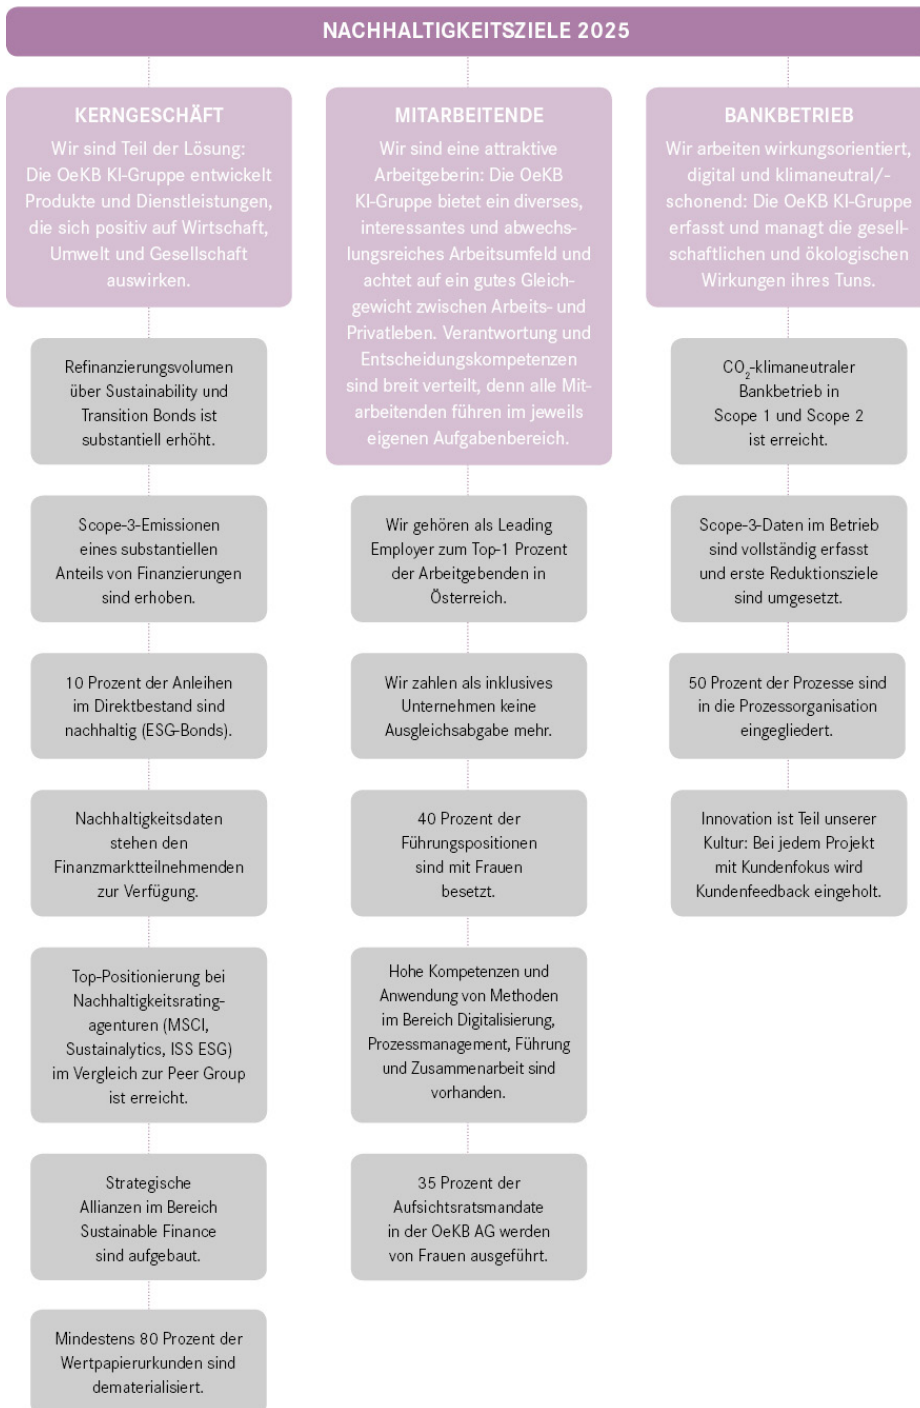 NACHHALTIGKEITSZIELE 2025
KERNGESCHÄFT
Wir sind Teil der Lösung:
Die OeKB KI-Gruppe entwickelt
Produkte und Dienstleistungen,
die sich positiv auf Wirtschaft,
Umwelt und Gesellschaft
auswirken.
Refinanzierungsvolumen
über Sustainability und
Transition Bonds ist
substantiell erhöht.
Scope-3-Emissionen
eines substantiellen
Anteils von Finanzierungen
sind erhoben.
10 Prozent der Anleihen
im Direktbestand sind
nachhaltig (ESG-Bonds).
Nachhaltigkeitsdaten
stehen den
Finanzmarktteilnehmenden
zur Verfügung.
Top-Positionierung bei
Nachhaltigkeitsrating-
agenturen (MSCI,
Sustainalytics, ISS ESG)
im Vergleich zur Peer Group
ist erreicht.
Strategische
Allianzen im Bereich
Sustainable Finance
sind aufgebaut.
Mindestens 80 Prozent der
Wertpapierurkunden sind
dematerialisiert.
MITARBEITENDE
Wir sind eine attraktive
Arbeitgeberin: Die OeKB
KI-Gruppe bietet ein diverses,
interessantes und abwechs-
lungsreiches Arbeitsumfeld und
achtet auf ein gutes Gleich-
gewicht zwischen Arbeits- und
Privatleben. Verantwortung und
Entscheidungskompetenzen
sind breit verteilt, denn alle Mit-
arbeitenden führen im jeweils
eigenen Aufgabenbereich.
Wir gehören als Leading
Employer zum Top-1 Prozent
der Arbeitgebenden in
Österreich.
Wir zahlen als inklusives
Unternehmen keine
Ausgleichsabgabe mehr.
40 Prozent der
Führungspositionen
sind mit Frauen
besetzt.
Hohe Kompetenzen und
Anwendung von Methoden
im Bereich Digitalisierung,
Prozessmanagement, Führung
und Zusammenarbeit sind
vorhanden.
35 Prozent der
Aufsichtsratsmandate
in der OeKB AG werden
von Frauen ausgeführt.
BANKBETRIEB
Wir arbeiten wirkungsorientiert,
digital und klimaneutral/-
schonend: Die OeKB KI-Gruppe
erfasst und managt die gesell-
schaftlichen und ökologischen
Wirkungen ihres Tuns.
CO₂-klimaneutraler
Bankbetrieb in
Scope 1 und Scope 2
ist erreicht.
Scope-3-Daten im Betrieb
sind vollständig erfasst
und erste Reduktionsziele
sind umgesetzt.
50 Prozent der Prozesse sind
in die Prozessorganisation
eingegliedert.
Innovation ist Teil unserer
Kultur: Bei jedem Projekt
mit Kundenfokus wird
Kundenfeedback eingeholt.